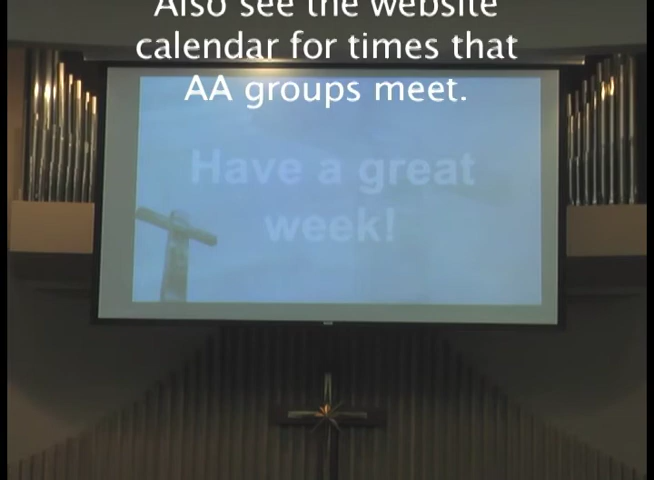 Also see the website
calendar for times that
AA groups meet.
Have a great
week!